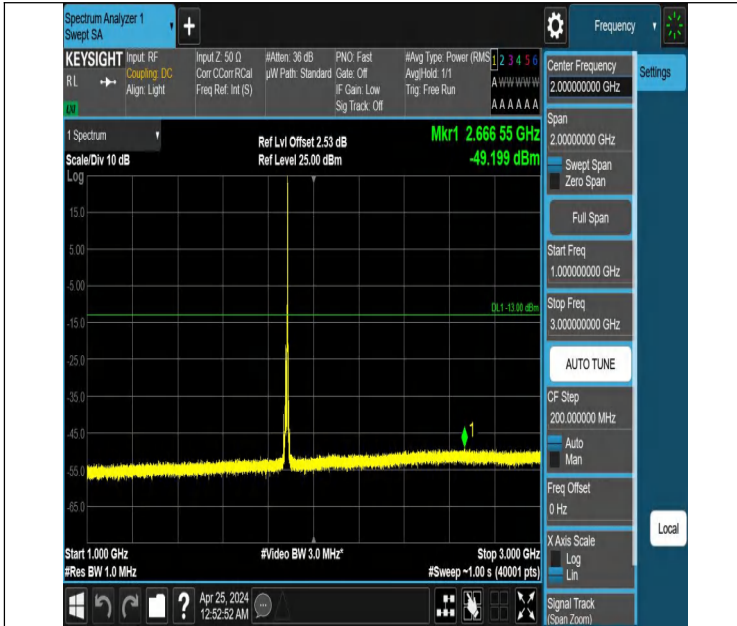 Spectrum Analyzer 1
Swept SA
+
Frequency
KEYSIGHT
RL
Input: RF
Coupling: DC
Align: Light
Input Z: 50 Ω
Corr CCorr RCal
Freq Ref: Int (S)
#Atten: 36 dB
µW Path: Standard
PNO: Fast
Gate: Off
IF Gain: Low
Sig Track: Off
#Avg Type: Power (RMS
Avg|Hold: 1/1
Trig: Free Run
1 2 3 4 5 6
A W W W W W
A A A A A A
1 Spectrum
Scale/Div 10 dB
Ref Lvl Offset 2.53 dB
Ref Level 25.00 dBm
Mkr1 2.666 55 GHz
-49.199 dBm
Log
15.0
5.00
-5.00
-15.0
-25.0
-35.0
-45.0
-55.0
-65.0
DL1 -13.00 dBm
1
Start 1.000 GHz
#Res BW 1.0 MHz
#Video BW 3.0 MHz*
Stop 3.000 GHz
#Sweep ~1.00 s (40001 pts)
Center Frequency
2.000000000 GHz
Settings
Span
2.00000000 GHz
Swept Span
Zero Span
Full Span
Start Freq
1.000000000 GHz
Stop Freq
3.000000000 GHz
AUTO TUNE
CF Step
200.000000 MHz
Auto
Man
Freq Offset
0 Hz
X Axis Scale
Log
Lin
Local
Signal Track
(Span Zoom)
?
Apr 25, 2024
12:52:52 AM